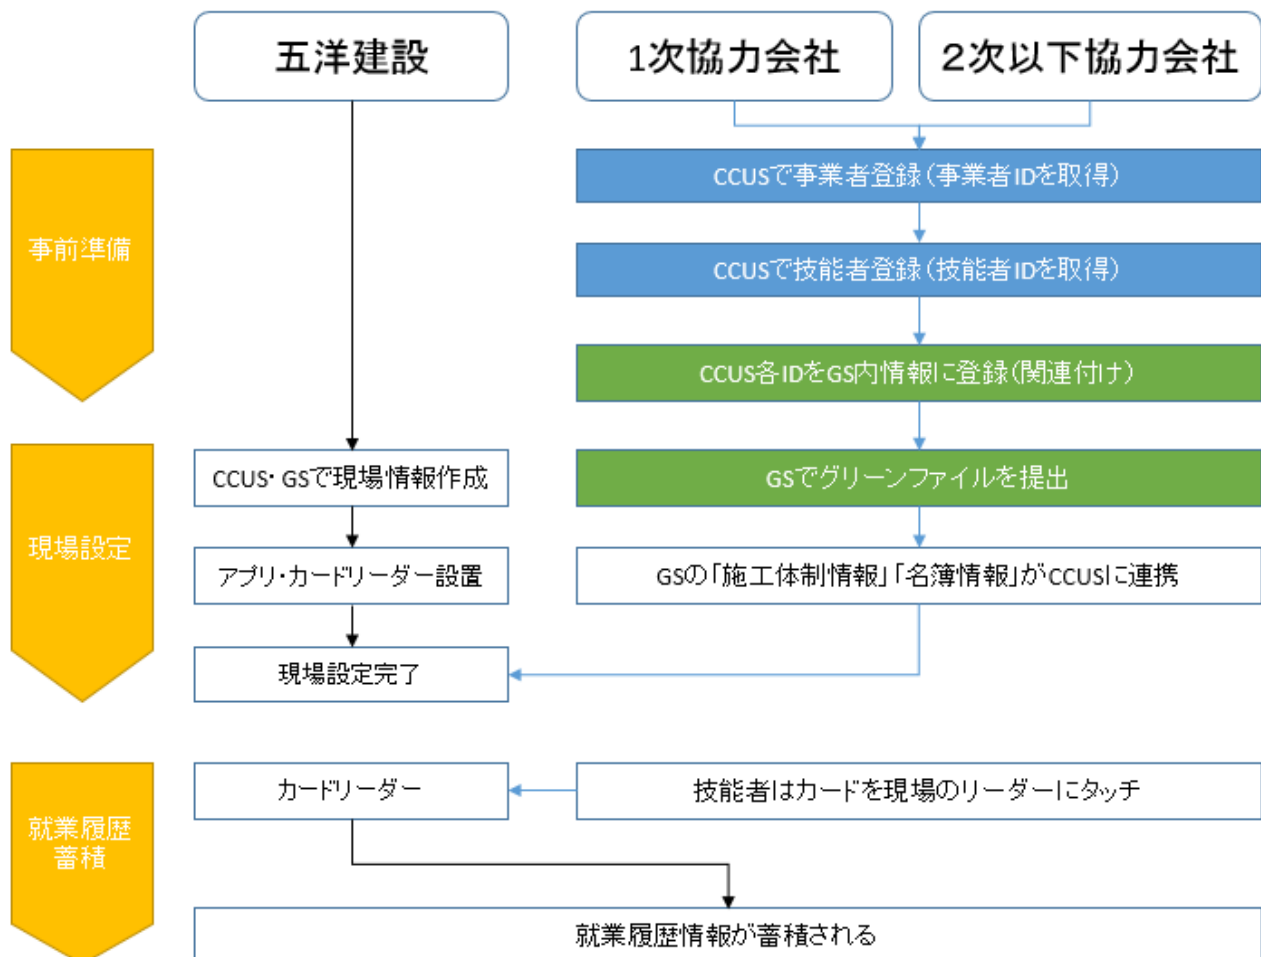 五洋建設
1次協力会社
2次以下協力会社
事前準備
CCUSで事業者登録(事業者IDを取得)
CCUSで技能者登録(技能者IDを取得)
CCUS各IDをGS内情報に登録(関連付け)
現場設定
CCUS・GSで現場情報作成
GSでグリーンファイルを提出
アプリ・カードリーダー設置
GSの「施工体制情報」「名簿情報」がCCUSに連携
現場設定完了
就業履歴
蓄積
カードリーダー
技能者はカードを現場のリーダーにタッチ
就業履歴情報が蓄積される